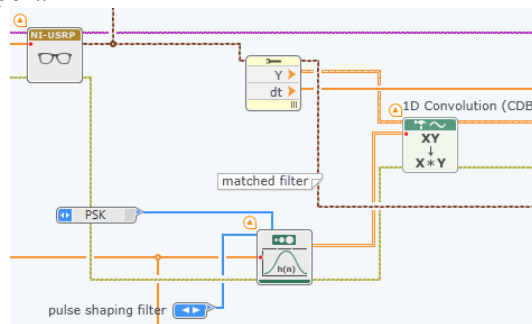 NI-USRP
Y
dt
1D Convolution (CDB
XY
X*Y
matched filter
PSK
h(n)
pulse shaping filter